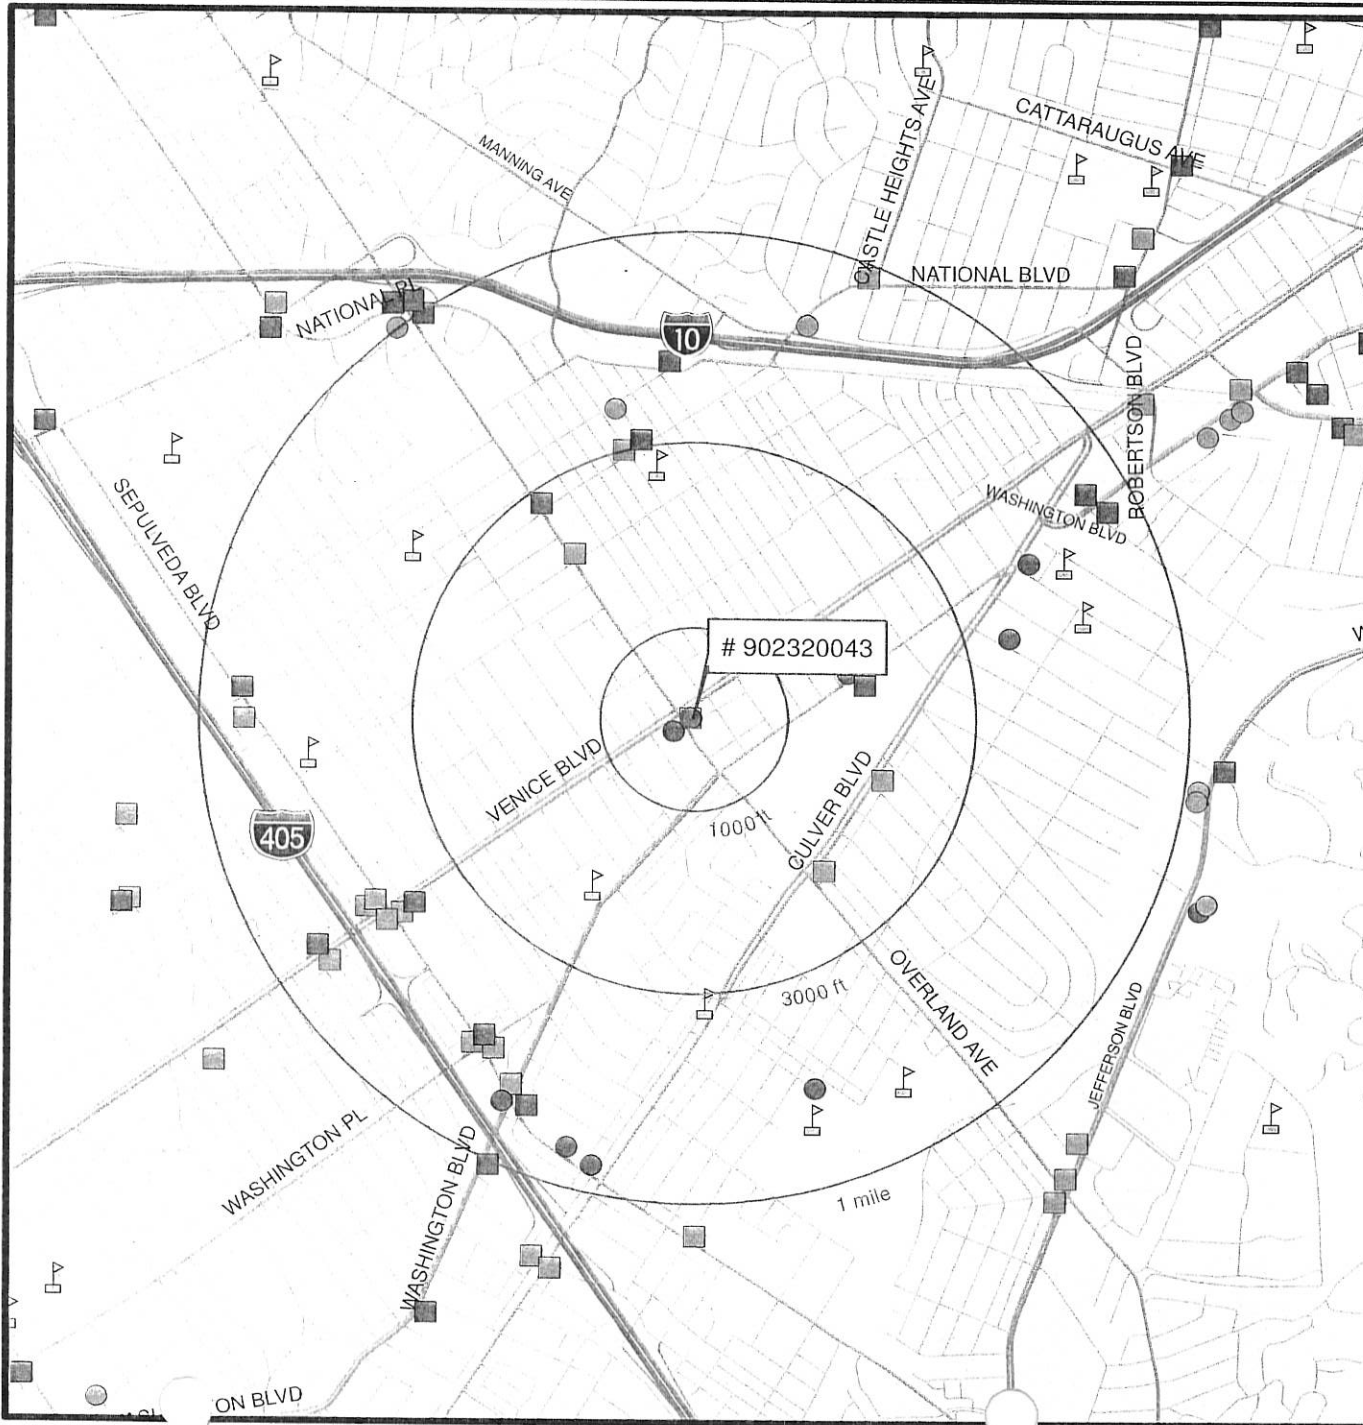 CASTLE HEIGHTS AVE
CATTARAUGUS AVE
MANNING AVE
NATIONAL BLVD
NATIONAL PL
10
ROBERTSON BLVD
SEPULVEDA BLVD
WASHINGTON BLVD
# 902320043
VENICE BLVD
405
1000 ft
CULVER BLVD
3000 ft
OVERLAND AVE
JEFFERSON BLVD
WASHINGTON PL
WASHINGTON BLVD
1 mile
ON BLVD